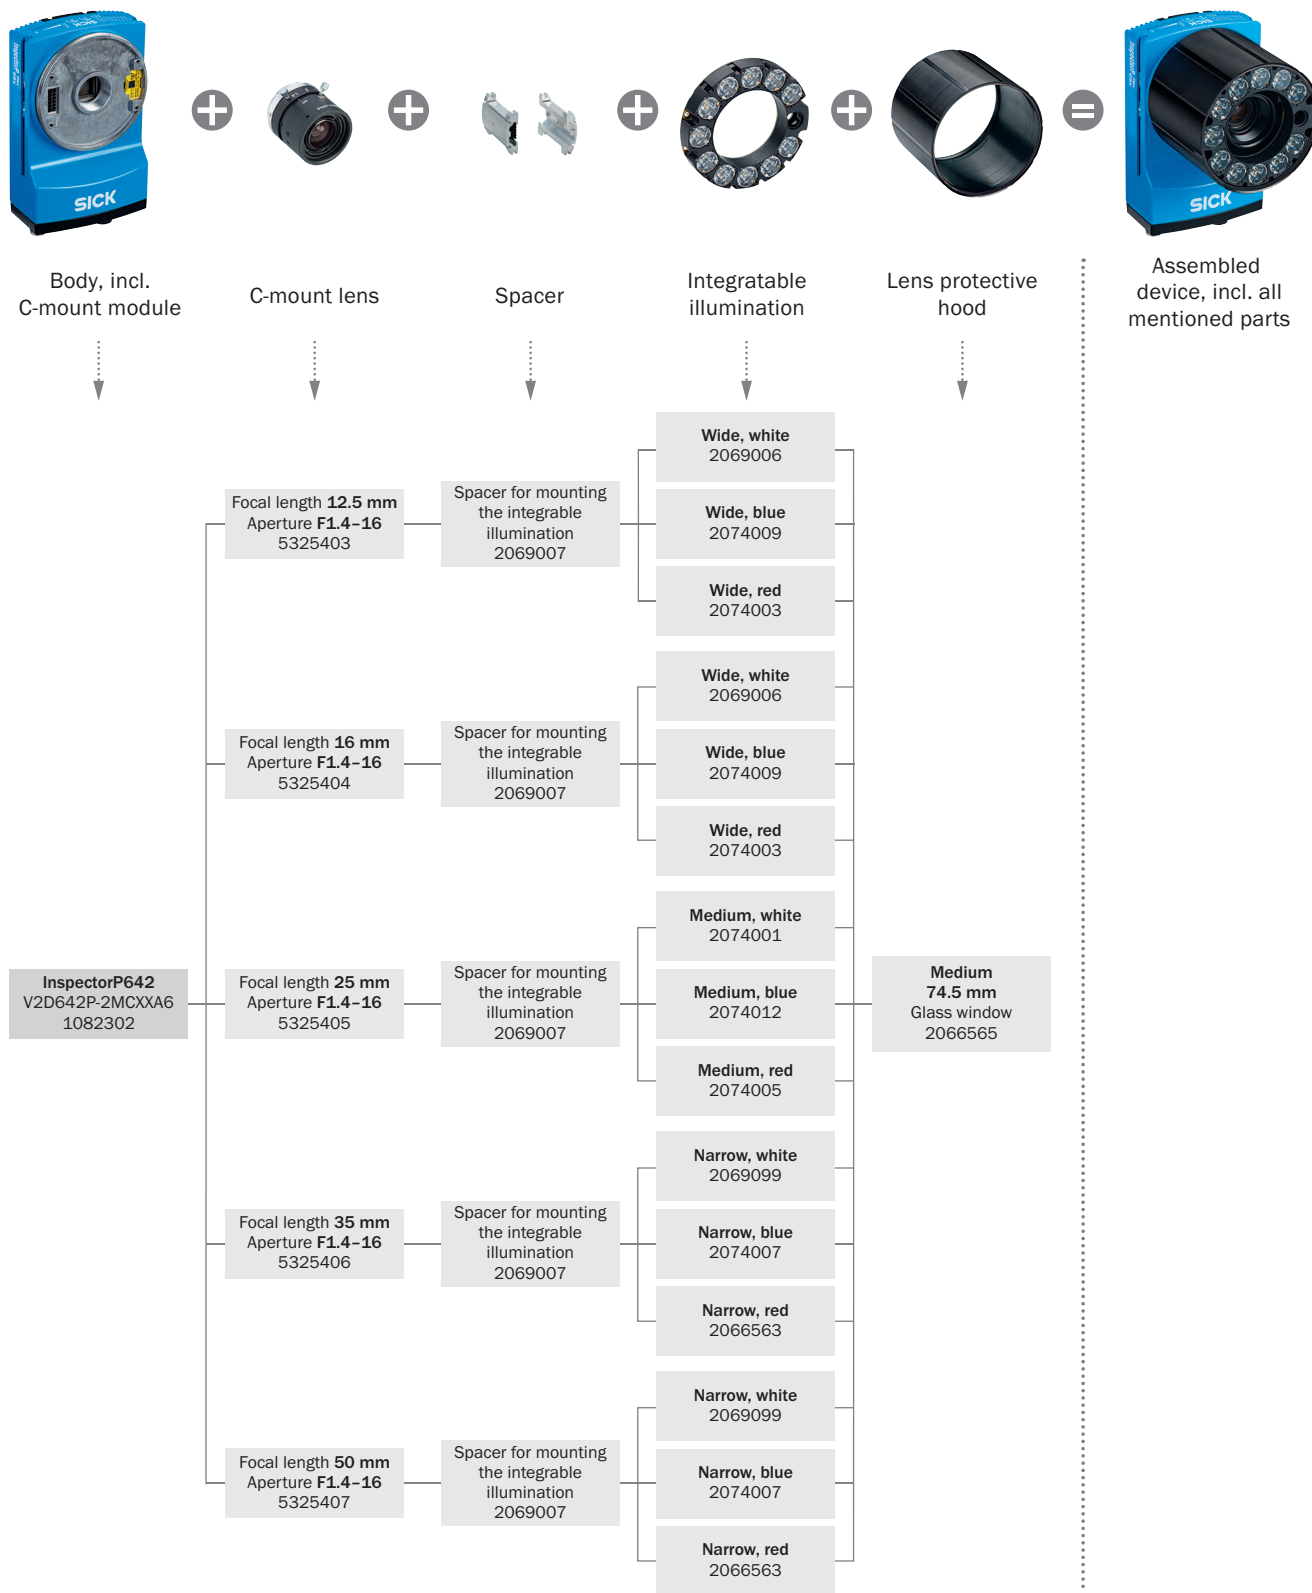 SICK
SICK
Body, incl.
C-mount module
C-mount lens
Spacer
Integratable
illumination
Lens protective
hood
Assembled
device, incl. all
mentioned parts
Wide, white
2069006
Focal length 12.5 mm
Aperture F1.4–16
5325403
Spacer for mounting
the integrable
illumination
2069007
Wide, blue
2074009
Wide, red
2074003
Wide, white
2069006
Focal length 16 mm
Aperture F1.4–16
5325404
Spacer for mounting
the integrable
illumination
2069007
Wide, blue
2074009
Wide, red
2074003
Medium, white
2074001
InspectorP642
V2D642P-2MCXXA6
1082302
Focal length 25 mm
Aperture F1.4–16
5325405
Spacer for mounting
the integrable
illumination
2069007
Medium, blue
2074012
Medium
74.5 mm
Glass window
2066565
Medium, red
2074005
Narrow, white
2069099
Focal length 35 mm
Aperture F1.4–16
5325406
Spacer for mounting
the integrable
illumination
2069007
Narrow, blue
2074007
Narrow, red
2066563
Narrow, white
2069099
Focal length 50 mm
Aperture F1.4–16
5325407
Spacer for mounting
the integrable
illumination
2069007
Narrow, blue
2074007
Narrow, red
2066563